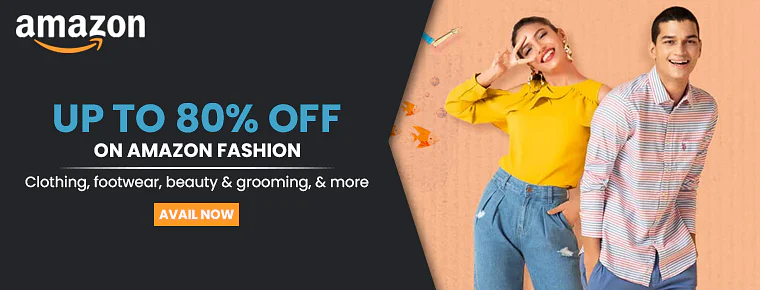 amazon
UP TO 80% OFF
ON AMAZON FASHION
Clothing, footwear, beauty & grooming, & more
AVAIL NOW